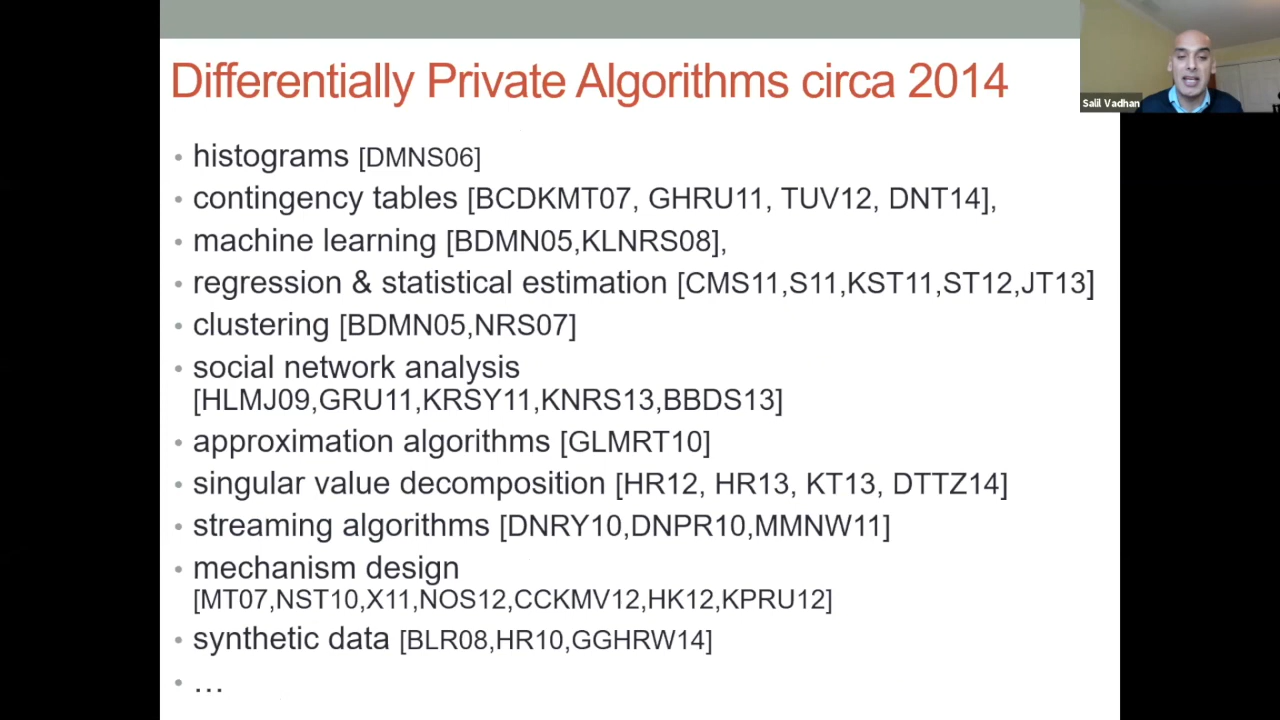 Differentially Private Algorithms circa 2014
Salil Vadhan
• histograms [DMNS06]
• contingency tables [BCDKMT07, GHRU11, TUV12, DNT14],
• machine learning [BDMN05,KLNRS08],
• regression & statistical estimation [CMS11,S11,KST11,ST12,JT13]
• clustering [BDMN05,NRS07]
• social network analysis
[HLMJ09,GRU11,KRSY11,KNRS13,BBDS13]
• approximation algorithms [GLMRT10]
• singular value decomposition [HR12, HR13, KT13, DTTZ14]
• streaming algorithms [DNRY10,DNPR10,MMNW11]
• mechanism design
[MT07,NST10,X11,NOS12,CCKMV12,HK12,KPRU12]
• synthetic data [BLR08,HR10,GGHRW14]
• …